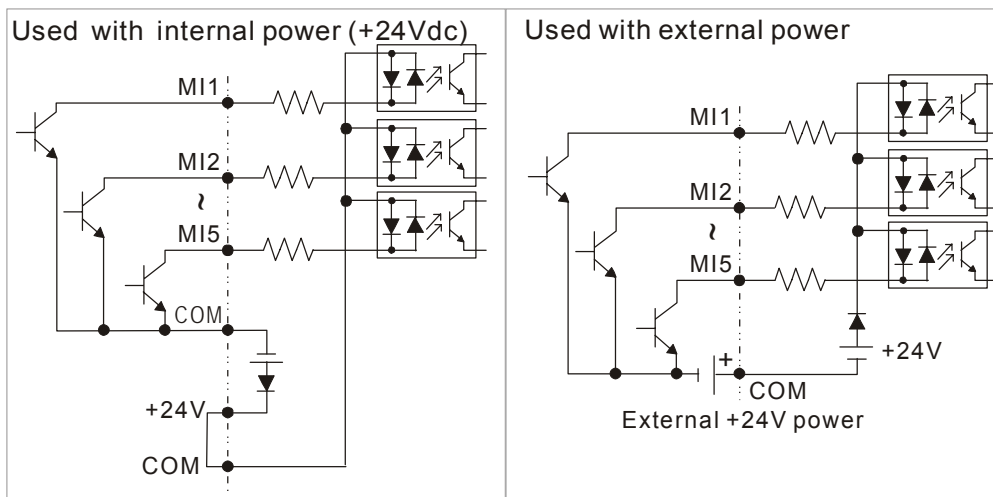 Used with internal power (+24Vdc)
MI1
MI2
~
MI5
COM
+24V
COM
Used with external power
MI1
MI2
~
MI5
+
+24V
COM
External +24V power